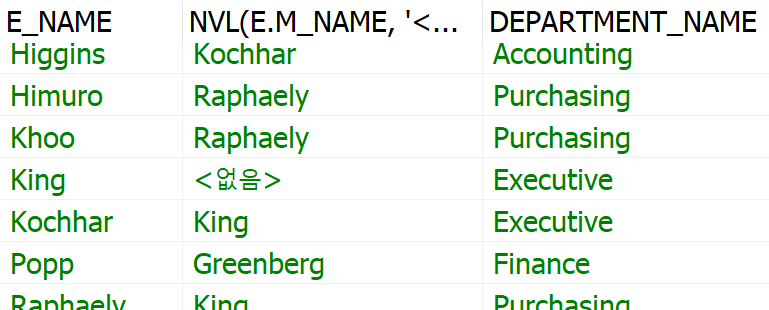 E_NAME NVL(E.M_NAME, '<... DEPARTMENT_NAME
Higgins Kochhar Accounting
Himuro Raphaely Purchasing
Khoo Raphaely Purchasing
King <없음> Executive
Kochhar King Executive
Popp Greenberg Finance
Raphaely King Purchasing